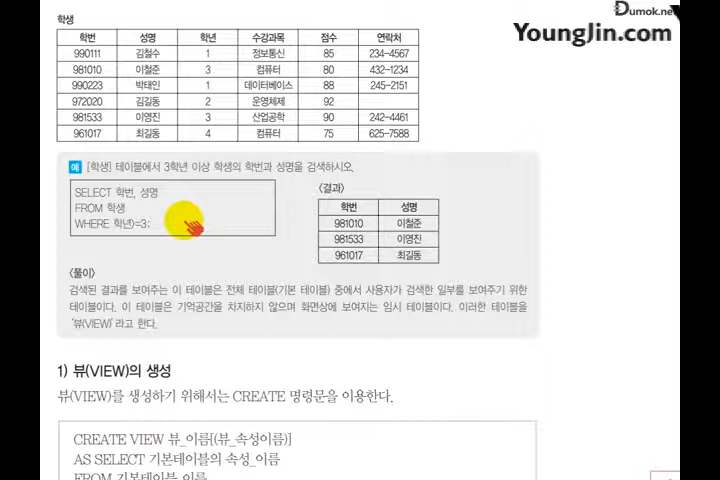 Dumok.ne
YoungJin.com
학생
학번 성명 학년 수강과목 점수 연락처
990111 김철수 1 정보통신 85 234-4567
981010 이철준 3 컴퓨터 80 432-1234
990223 박태인 1 데이터베이스 88 245-2151
972020 김길동 2 운영체제 92
981533 이영진 3 산업공학 90 242-4461
961017 최길동 4 컴퓨터 75 625-7588
예 [학생] 테이블에서 3학년 이상 학생의 학번과 성명을 검색하시오.
SELECT 학번, 성명
FROM 학생
WHERE 학년>=3;
<결과>
학번 성명
981010 이철준
981533 이영진
961017 최길동
<풀이>
검색된 결과를 보여주는 이 테이블은 전체 테이블(기본 테이블) 중에서 사용자가 검색한 일부를 보여주기 위한
테이블이다. 이 테이블은 기억공간을 차지하지 않으며 화면상에 보여지는 임시 테이블이다. 이러한 테이블을
'뷰(VIEW)' 라고 한다.
1) 뷰(VIEW)의 생성
뷰(VIEW)를 생성하기 위해서는 CREATE 명령문을 이용한다.
CREATE VIEW 뷰_이름[(뷰_속성이름)]
AS SELECT 기본테이블의 속성_이름
FROM 기본테이블_이름